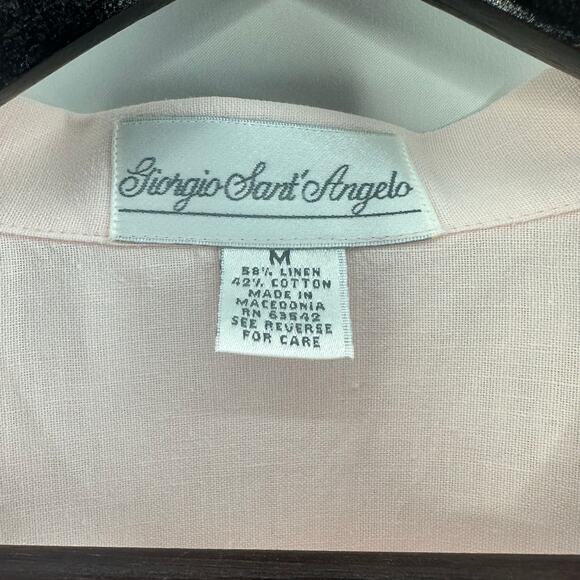 Giorgio Sant'Angelo
M
58% LINEN
42% COTTON
MADE IN
MACEDONIA
RN 63542
SEE REVERSE
FOR CARE